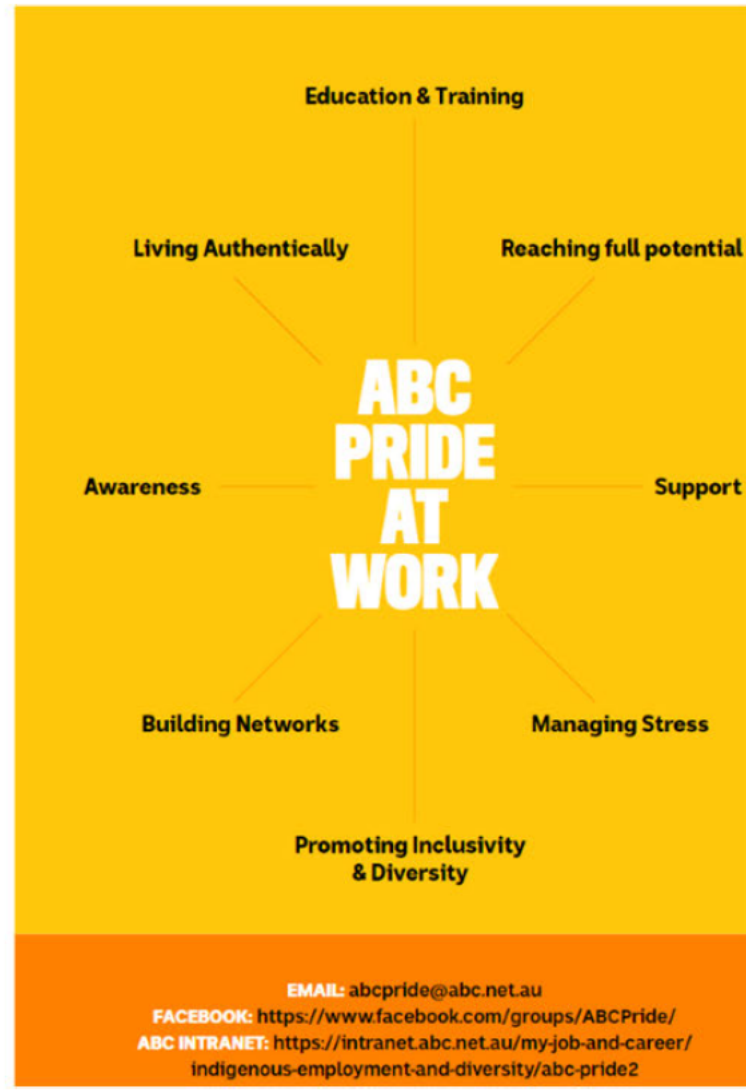 Education & Training
Living Authentically
Reaching full potential
ABC
PRIDE
AT
WORK
Awareness
Support
Building Networks
Managing Stress
Promoting Inclusivity
& Diversity
EMAIL: abcpride@abc.net.au
FACEBOOK: https://www.facebook.com/groups/ABCPride/
ABC INTRANET: https://intranet.abc.net.au/my-job-and-career/
indigenous-employment-and-diversity/abc-pride2